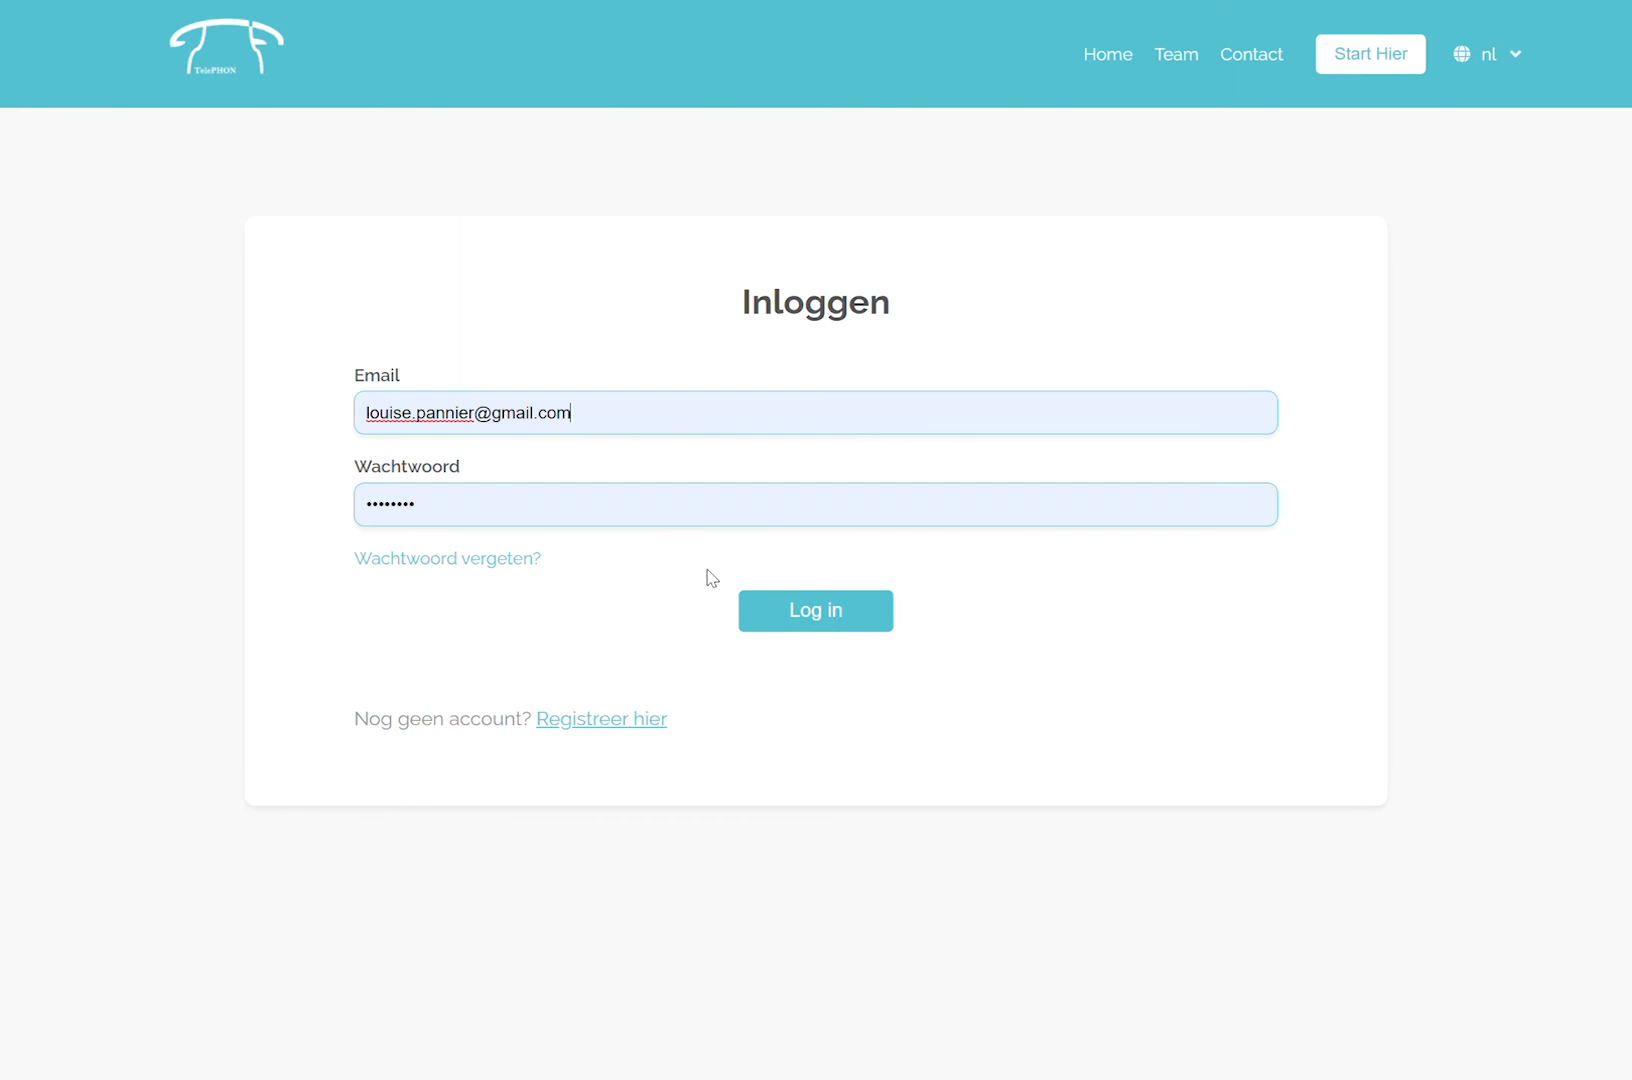 TelePHON
Home Team Contact Start Hier nl
Inloggen
Email
louise.pannier@gmail.com
Wachtwoord
••••••••
Wachtwoord vergeten?
Log in
Nog geen account? Registreer hier